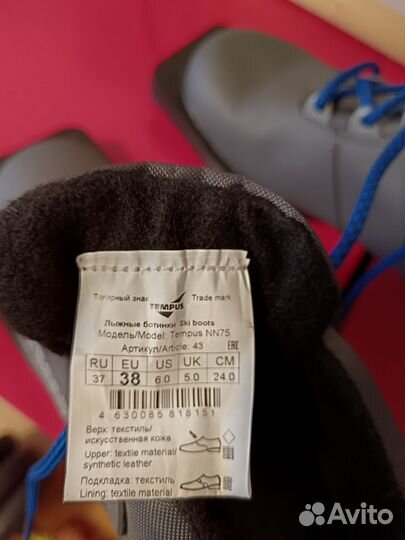 Товарный знак TEMPUS Trade mark
Лыжные ботинки Ski boots
Модель/Model: Tempus NN75
Артикул/Article: 43 EAC
RU EU US UK CM
37 38 6.0 5.0 24.0
4 630085 818151
Верх: текстиль/
искусственная кожа
Upper: textile material/
synthetic leather
Подкладка: текстиль
Lining: textile material
Avito